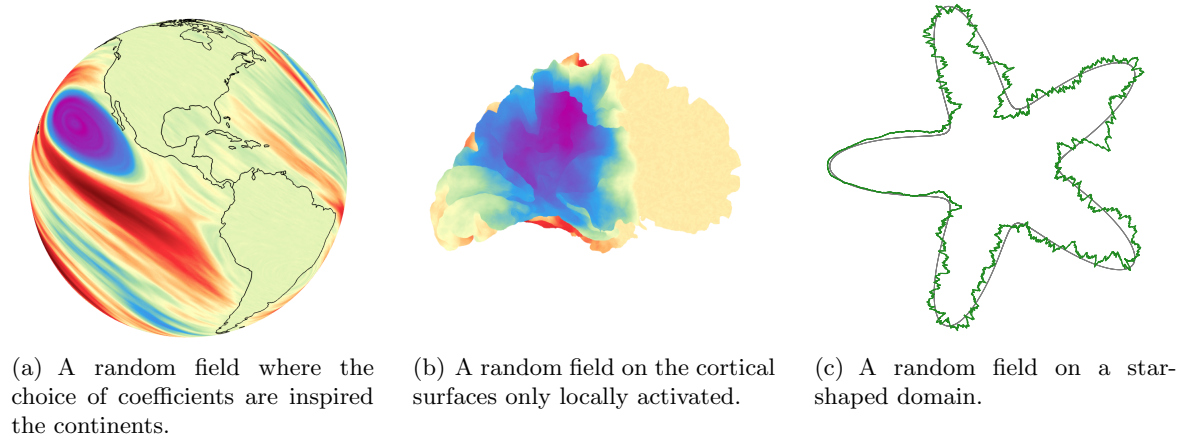 (a) A random field where the
choice of coefficients are inspired
the continents.
(b) A random field on the cortical
surfaces only locally activated.
(c) A random field on a star-
shaped domain.